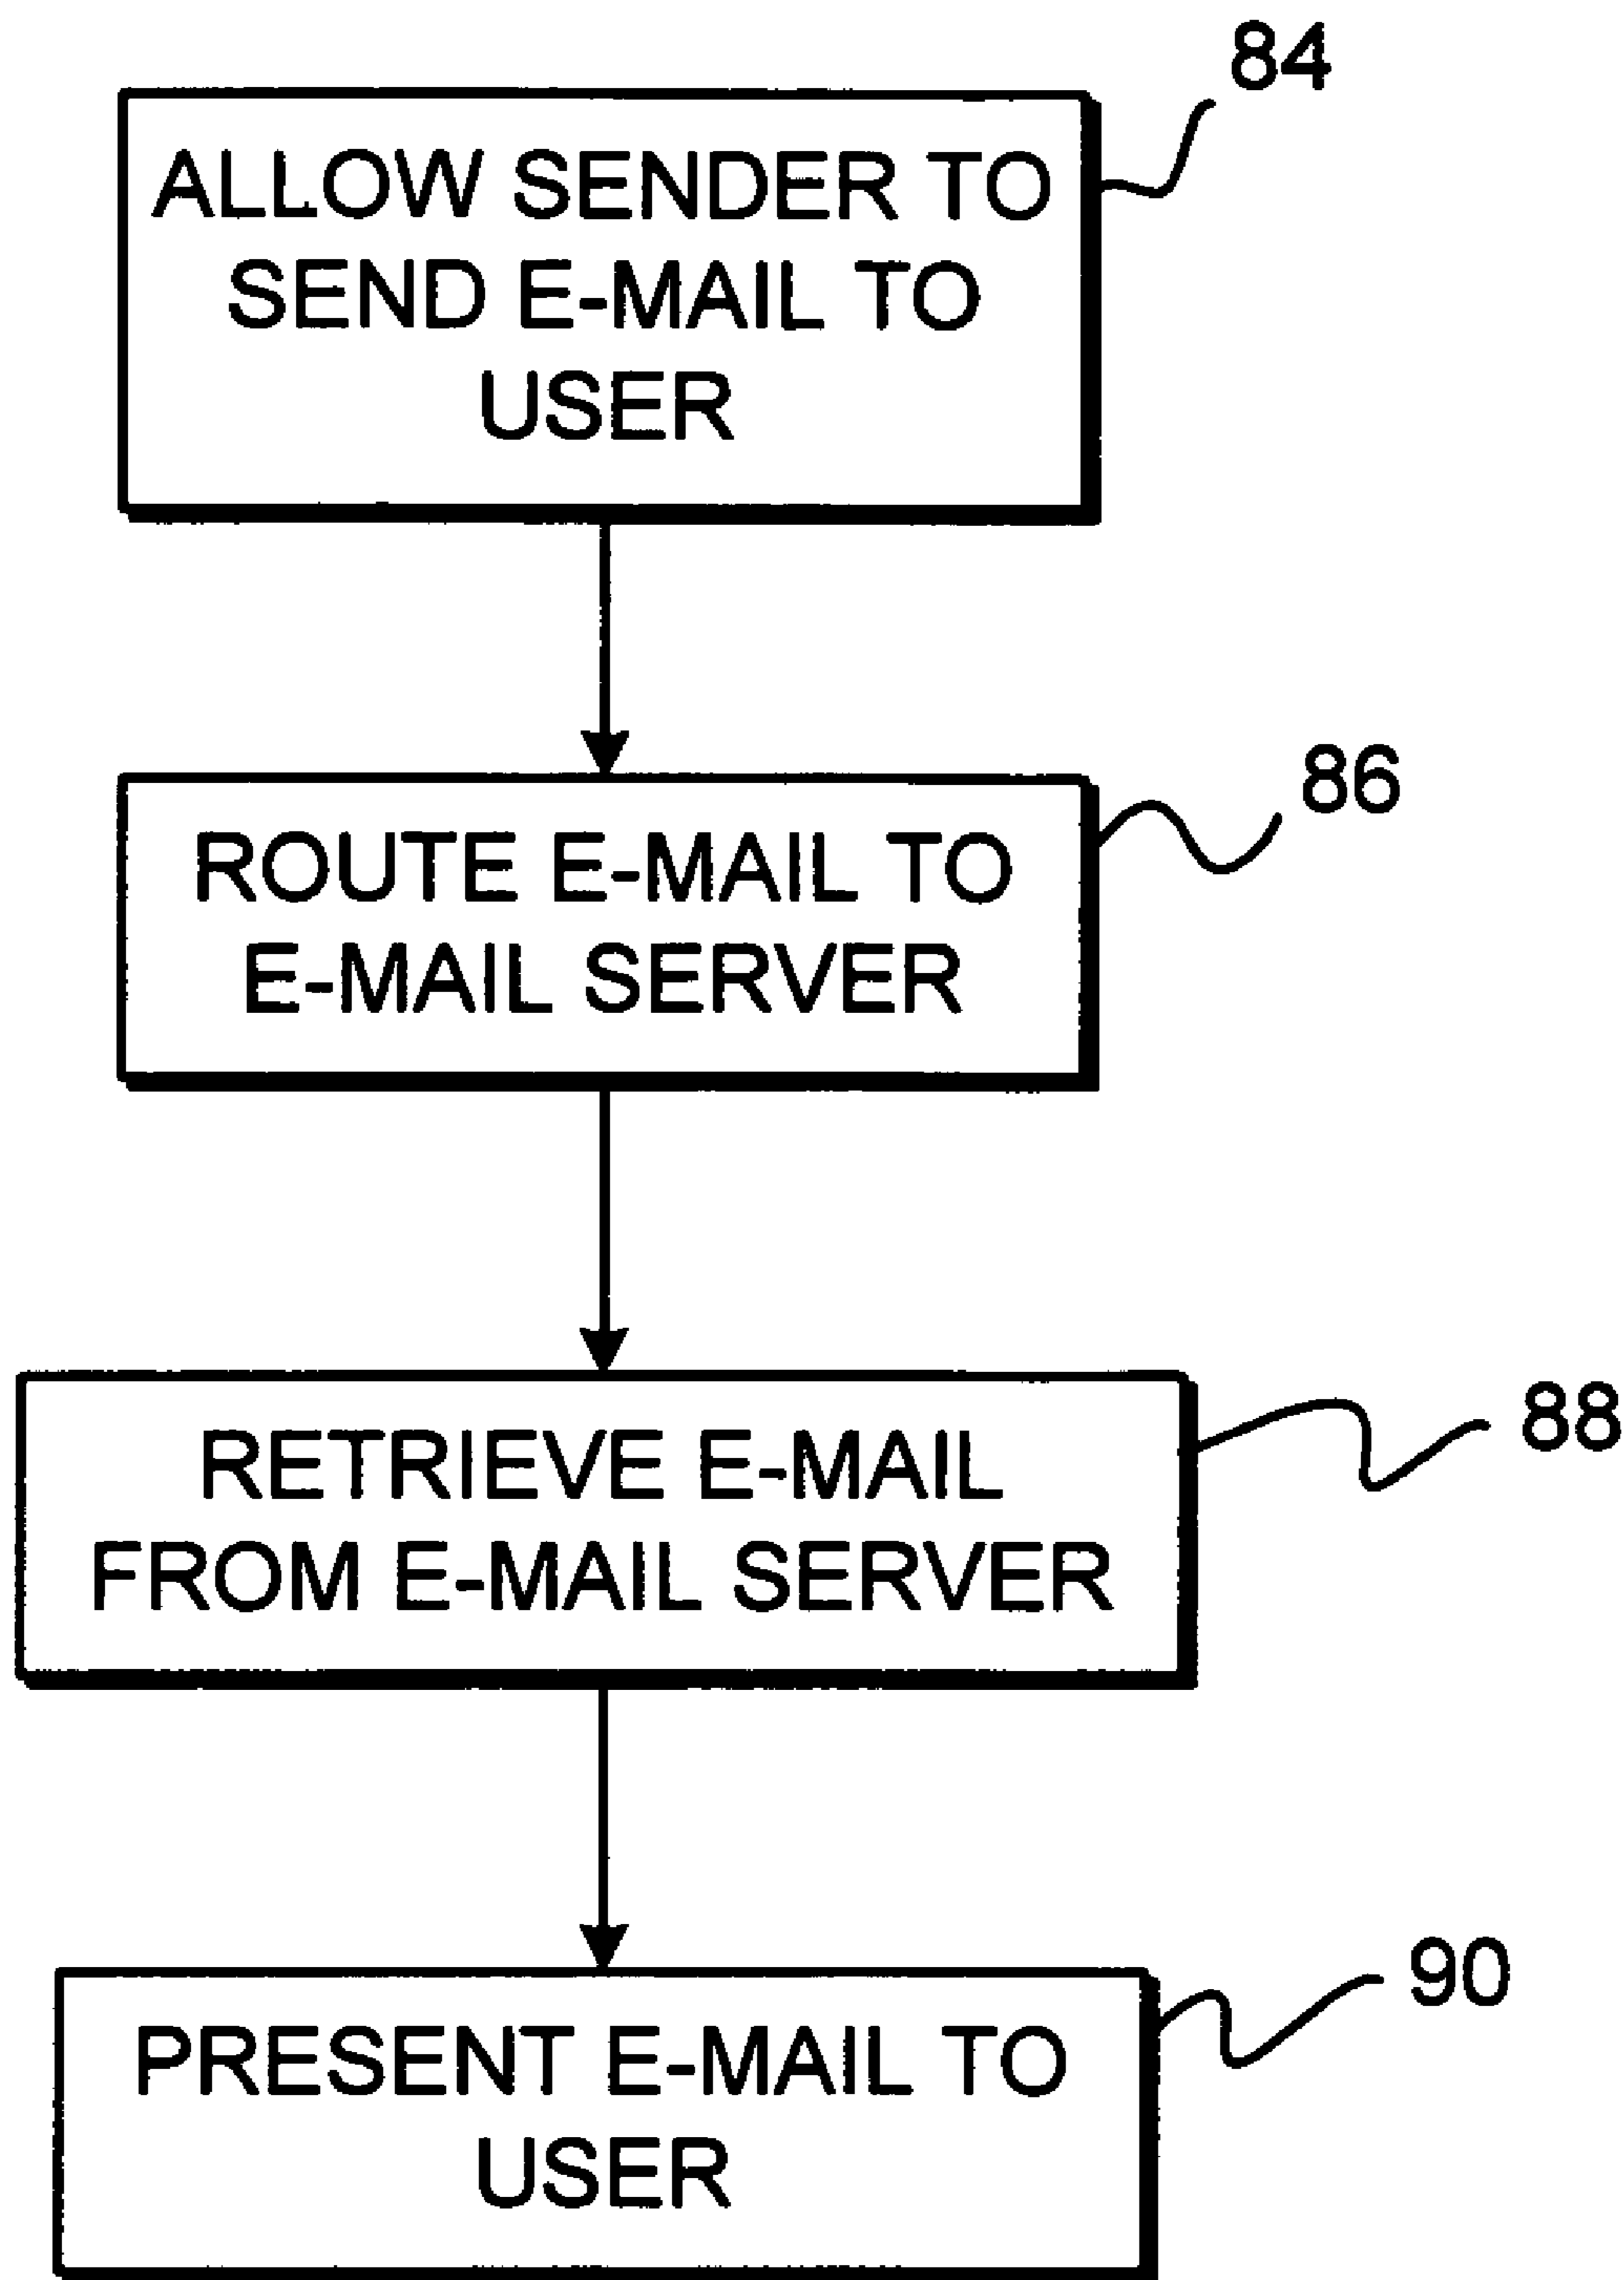 84
ALLOW SENDER TO
SEND E-MAIL TO
USER
86
ROUTE E-MAIL TO
E-MAIL SERVER
88
RETRIEVE E-MAIL
FROM E-MAIL SERVER
90
PRESENT E-MAIL TO
USER